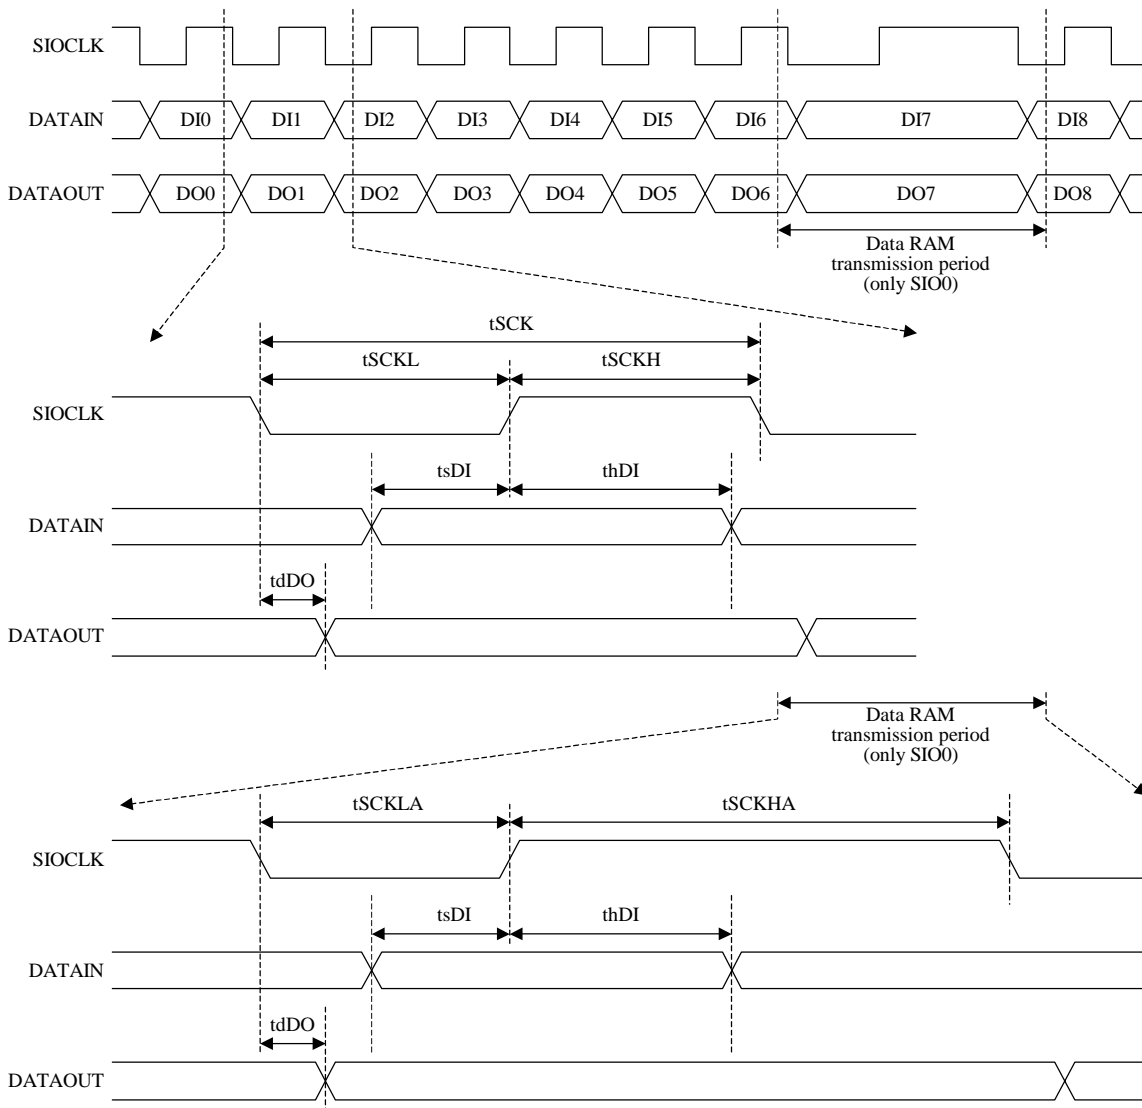 SIOCLK
DATAIN DI0 DI1 DI2 DI3 DI4 DI5 DI6 DI7 DI8
DATAOUT DO0 DO1 DO2 DO3 DO4 DO5 DO6 DO7 DO8
Data RAM
transmission period
(only SIO0)
tSCK
tSCKL tSCKH
SIOCLK
tsDI thDI
DATAIN
tdDO
DATAOUT
Data RAM
transmission period
(only SIO0)
tSCKLA tSCKHA
SIOCLK
tsDI thDI
DATAIN
tdDO
DATAOUT